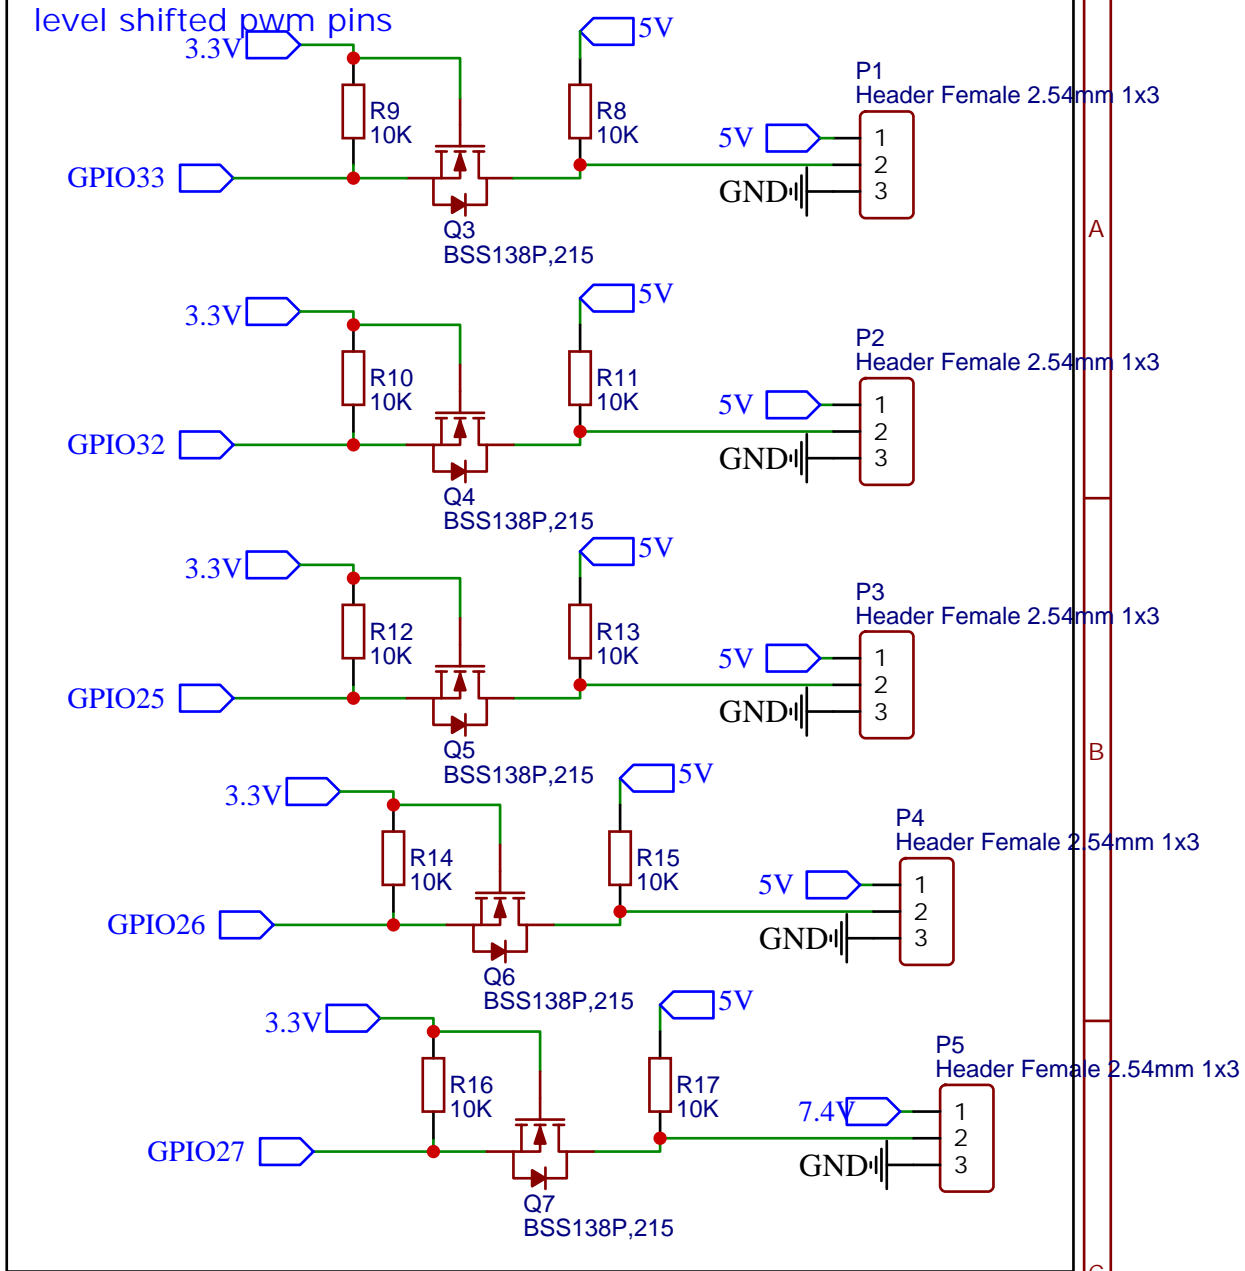 level shifted pwm pins
3.3V
5V
R9
10K
R8
10K
P1
Header Female 2.54mm 1x3
5V
1
2
3
GPIO33
GND
Q3
BSS138P,215
A
3.3V
5V
R10
10K
R11
10K
P2
Header Female 2.54mm 1x3
5V
1
2
3
GPIO32
GND
Q4
BSS138P,215
3.3V
5V
R12
10K
R13
10K
P3
Header Female 2.54mm 1x3
5V
1
2
3
GPIO25
GND
Q5
BSS138P,215
B
3.3V
5V
R14
10K
R15
10K
P4
Header Female 2.54mm 1x3
5V
1
2
3
GPIO26
GND
Q6
BSS138P,215
3.3V
5V
R16
10K
R17
10K
P5
Header Female 2.54mm 1x3
7.4V
1
2
3
GPIO27
GND
Q7
BSS138P,215